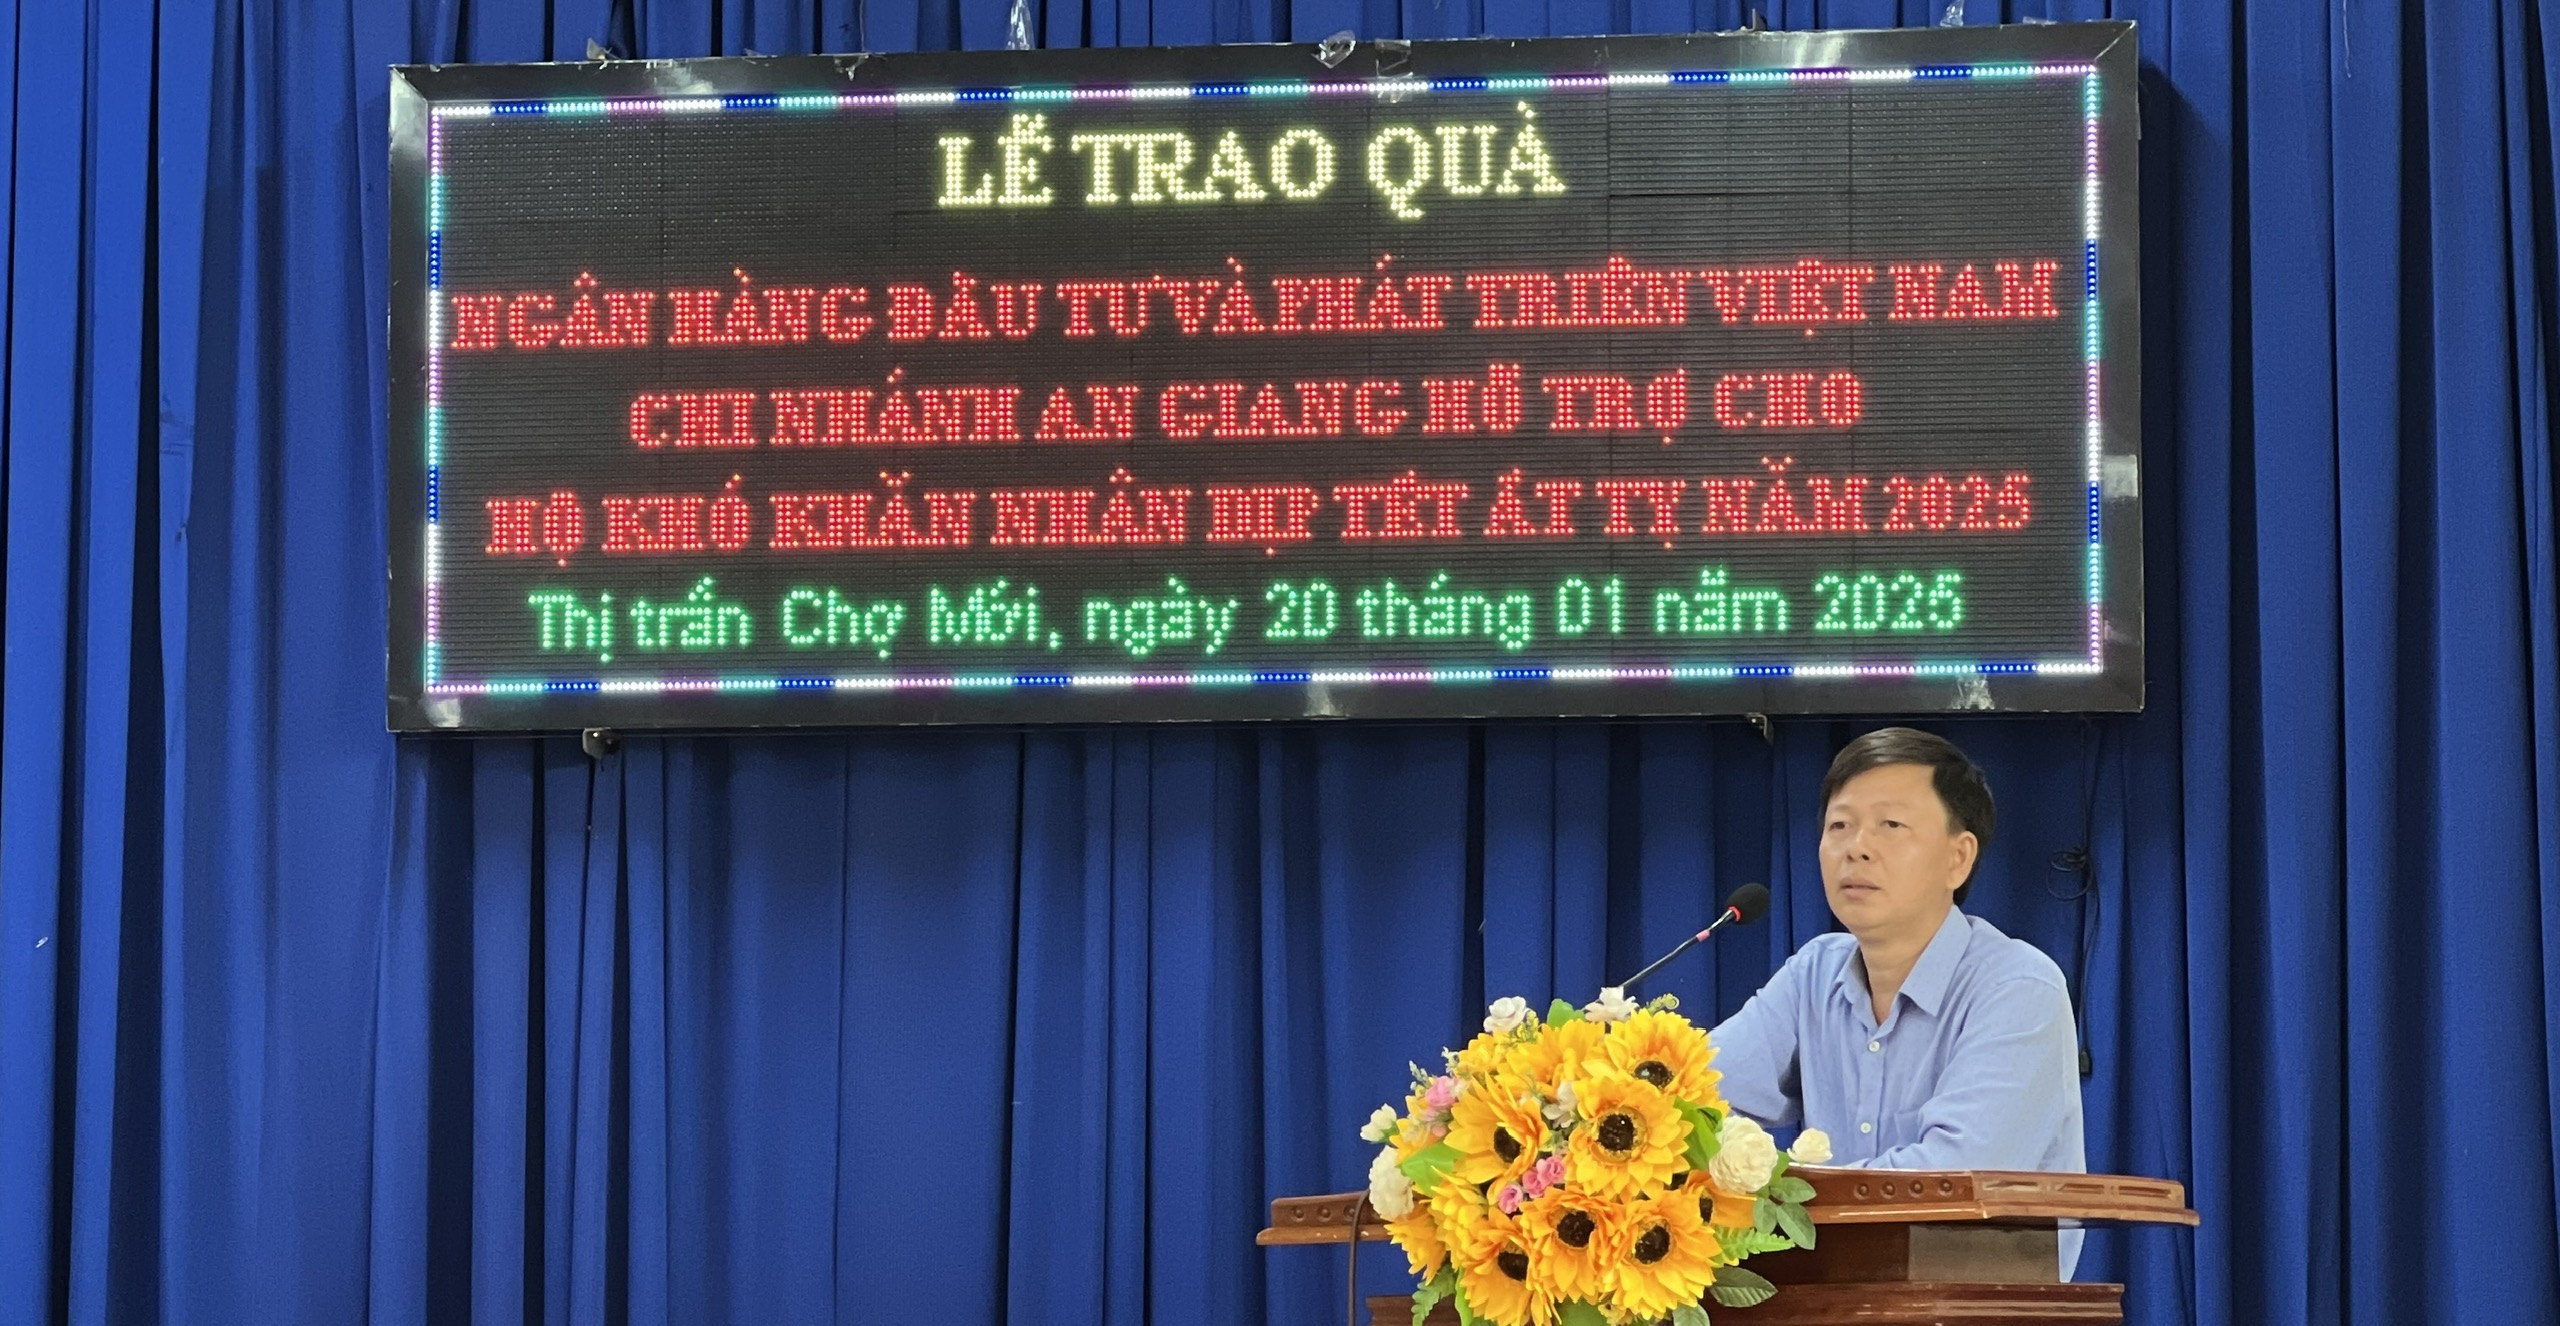 LỄ TRAO QUÀ
NGÂN HÀNG ĐẦU TƯ VÀ PHÁT TRIỂN VIỆT NAM
CHI NHÁNH AN GIANG HỖ TRỢ CHO
HỘ KHÓ KHĂN NHÂN DỊP TẾT ẤT TỴ NĂM 2025
Thị trấn Chợ Mới, ngày 20 tháng 01 năm 2025